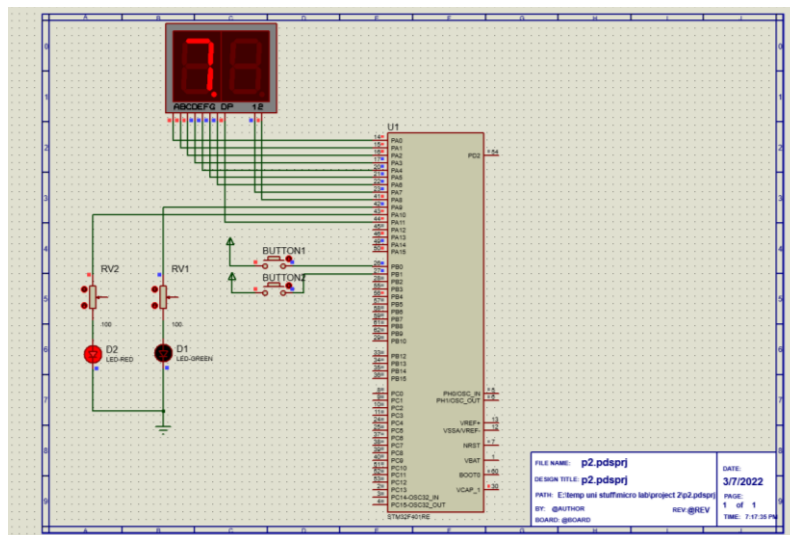 ABCDEFG DP 12
U1
PA0
PA1
PA2
PA3
PA4
PA5
PA6
PA7
PA8
PA9
PA10
PA11
PA12
PA13
PA14
PA15
PD2
54
BUTTON1
BUTTON2
PB0
PB1
PB2
PB3
PB4
PB5
PB6
PB7
PB8
PB9
PB10
PB12
PB13
PB14
PB15
RV2
RV1
100
100
D2
LED-RED
D1
LED-GREEN
PC0
PC1
PC2
PC3
PC4
PC5
PC6
PC7
PC8
PC9
PC10
PC11
PC12
PC13
PC14-OSC32_IN
PC15-OSC32_OUT
PH0/OSC_IN
PH1/OSC_OUT
VREF+
VSSA/VREF-
NRST
VBAT
BOOT0
VCAP_1
5
6
13
12
7
1
60
30
STM32F401RE
FILE NAME: p2.pdsprj
DESIGN TITLE: p2.pdsprj
PATH: E:\temp uni stuff\micro lab\project 2\p2.pdsprj
BY: @AUTHOR REV: @REV
BOARD: @BOARD
DATE:
3/7/2022
PAGE:
1 of 1
TIME: 7:17:35 PM